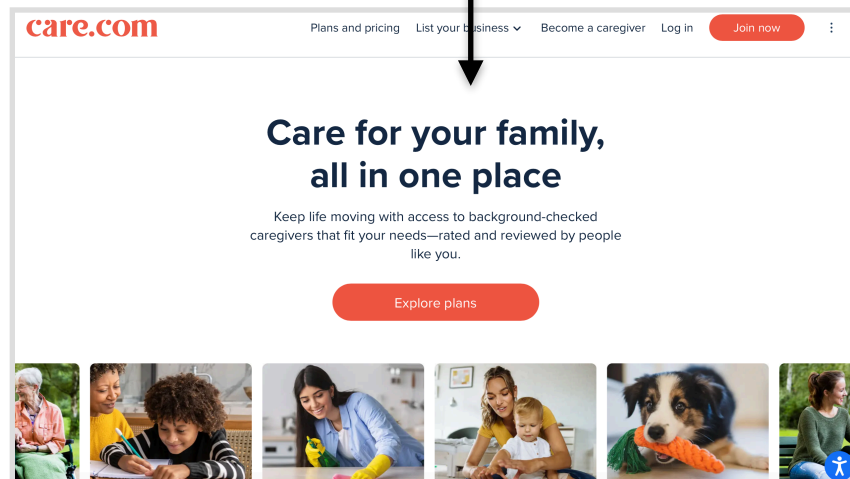 care.com
Plans and pricing List your business Become a caregiver Log in Join now
Care for your family,
all in one place
Keep life moving with access to background-checked
caregivers that fit your needs—rated and reviewed by people
like you.
Explore plans